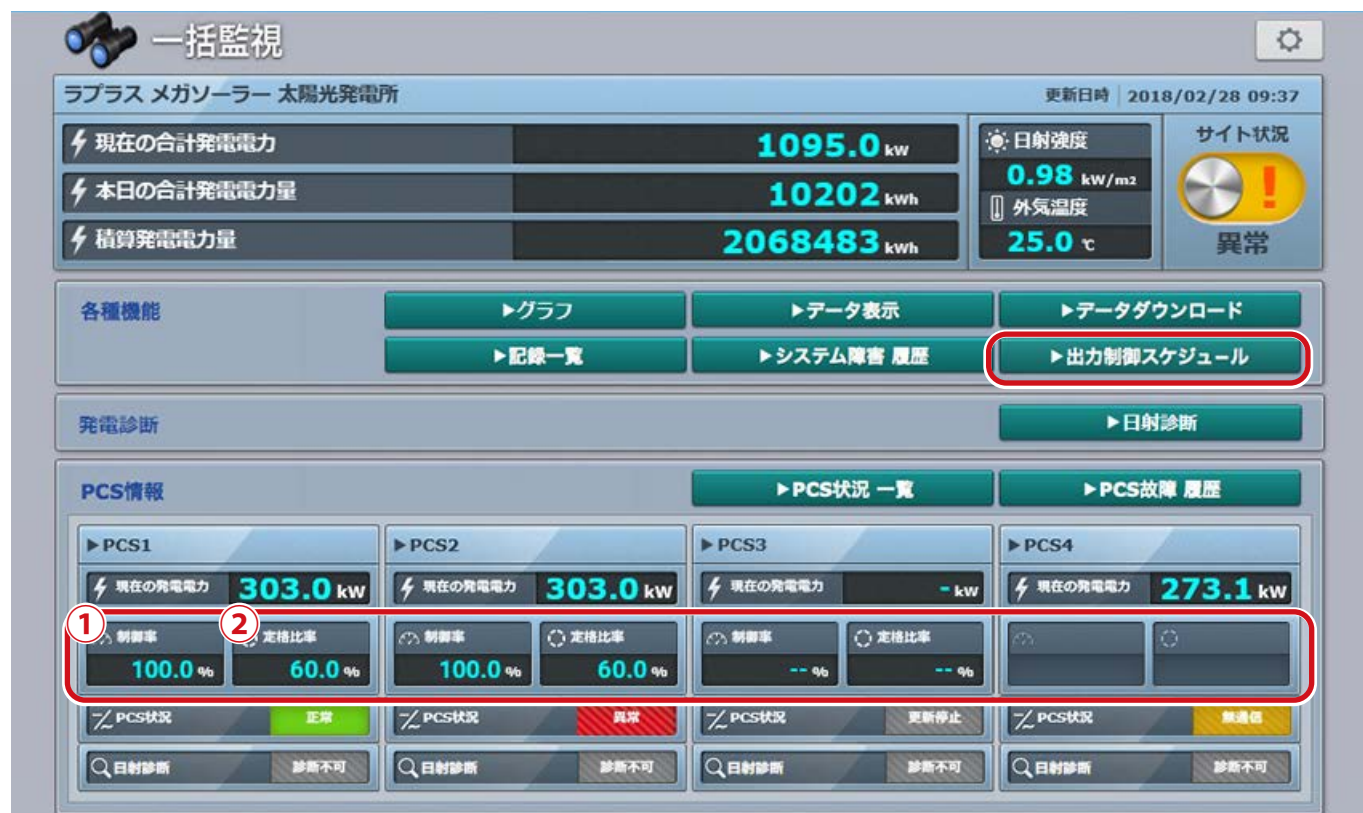 一括監視
ラプラス メガソーラー 太陽光発電所 更新日時 2018/02/28 09:37
現在の合計発電電力 1095.0 kw 日射強度 サイト状況
0.98 kW/m2
本日の合計発電電力量 10202 kwh 外気温度
積算発電電力量 2068483 kwh 25.0 ℃ 異常
各種機能 ▶グラフ ▶データ表示 ▶データダウンロード
▶記録一覧 ▶システム障害 履歴 ▶出力制御スケジュール
発電診断 ▶日射診断
PCS情報 ▶PCS状況 一覧 ▶PCS故障 履歴
▶PCS1 ▶PCS2 ▶PCS3 ▶PCS4
現在の発電電力 303.0 kW 現在の発電電力 303.0 kW 現在の発電電力 - kW 現在の発電電力 273.1 kW
① 制御率 ② 定格比率 制御率 定格比率 制御率 定格比率
100.0 % 60.0 % 100.0 % 60.0 % -- % -- %
PCS状況 正常 PCS状況 異常 PCS状況 更新停止 PCS状況 無通信
日射診断 診断不可 日射診断 診断不可 日射診断 診断不可 日射診断 診断不可